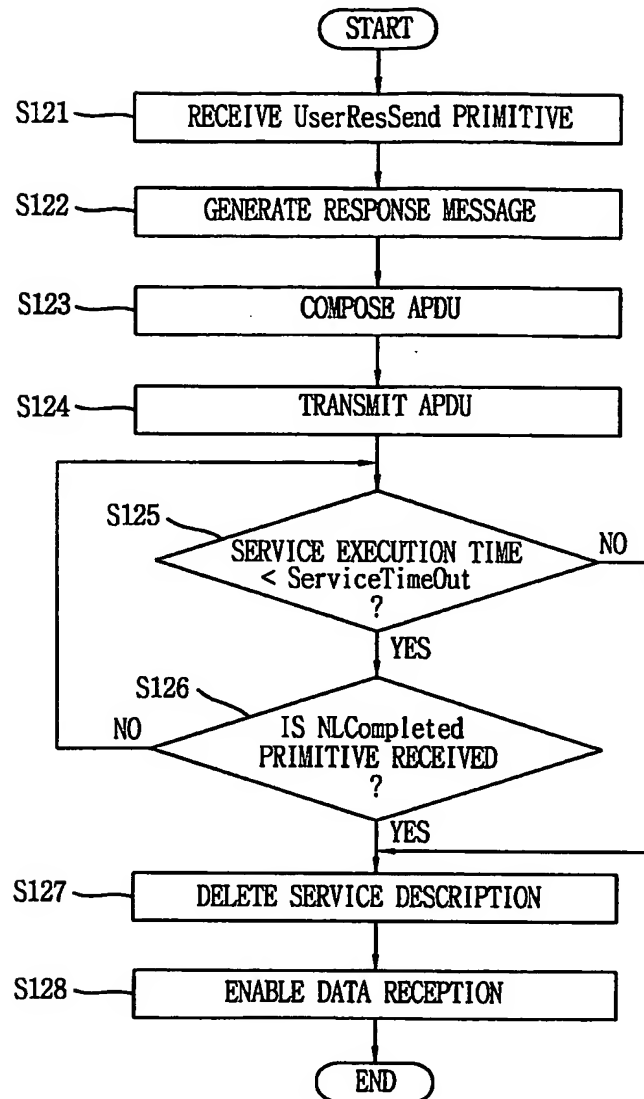 START
S121
RECEIVE UserResSend PRIMITIVE
S122
GENERATE RESPONSE MESSAGE
S123
COMPOSE APDU
S124
TRANSMIT APDU
S125
SERVICE EXECUTION TIME
< ServiceTimeOut
?
NO
YES
S126
IS NLCompleted
PRIMITIVE RECEIVED
?
NO
YES
S127
DELETE SERVICE DESCRIPTION
S128
ENABLE DATA RECEPTION
END